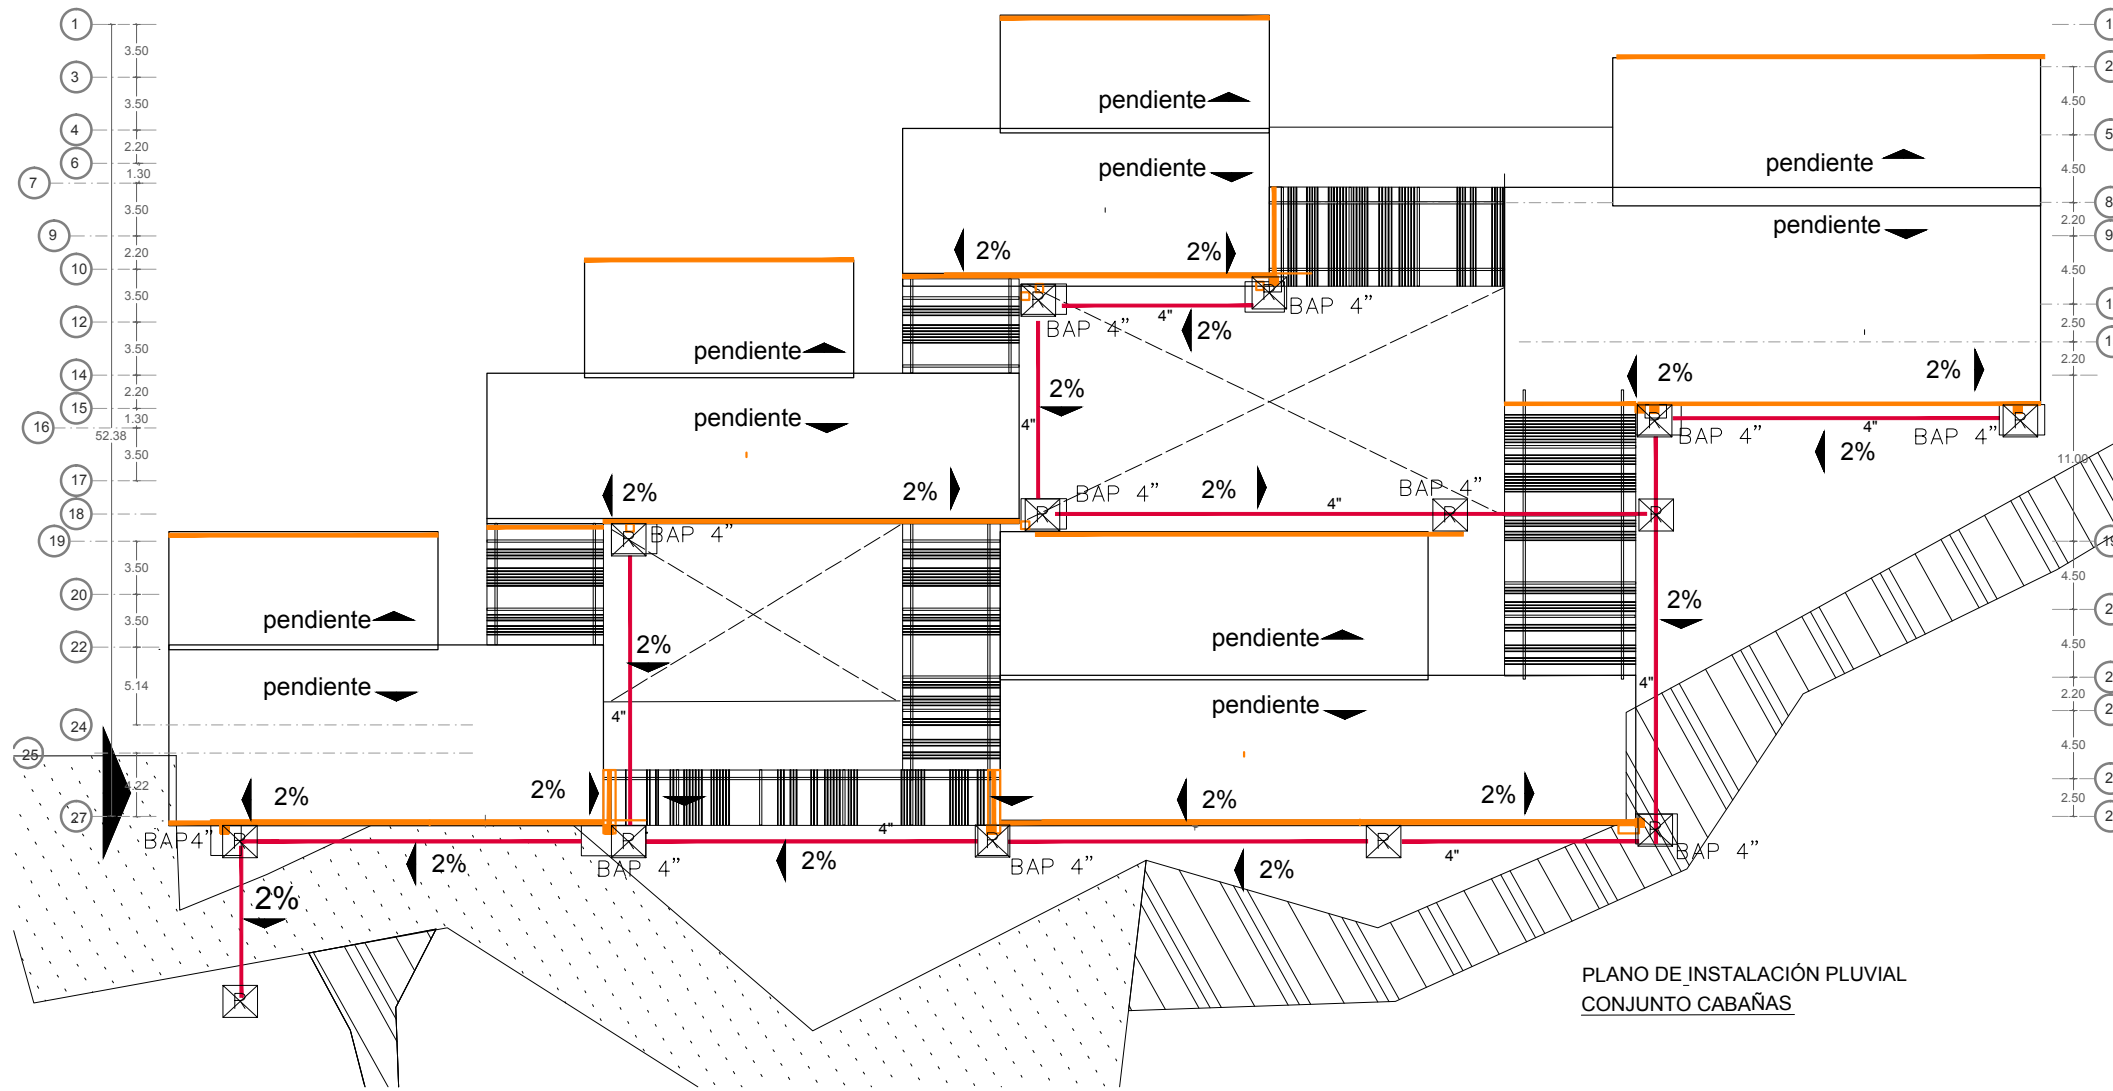 1
3.50
3
3.50
4
2.20
6
1.30
7
3.50
9
2.20
10
3.50
12
3.50
14
2.20
15
1.30
16
52.38
3.50
17
18
19
3.50
20
3.50
22
5.14
24
25
4.22
27
pendiente
pendiente
2%
2%
R
BAP 4"
4"
2%
R
BAP 4"
2%
4"
pendiente
pendiente
2%
2%
R
BAP 4"
2%
4"
R
BAP 4"
2%
4"
BAP 4"
R
R
pendiente
pendiente
2%
2%
R
BAP 4"
4"
2%
R
BAP 4"
2%
4"
pendiente
pendiente
2%
2%
BAP4"
R
2%
R
BAP 4"
2%
4"
2%
R
BAP 4"
pendiente
pendiente
2%
2%
2%
R
4"
R
BAP 4"
2%
R
4.50
4.50
2.20
4.50
2.50
2.20
11.00
4.50
4.50
2.20
4.50
2.50
PLANO DE INSTALACIÓN PLUVIAL
CONJUNTO CABAÑAS